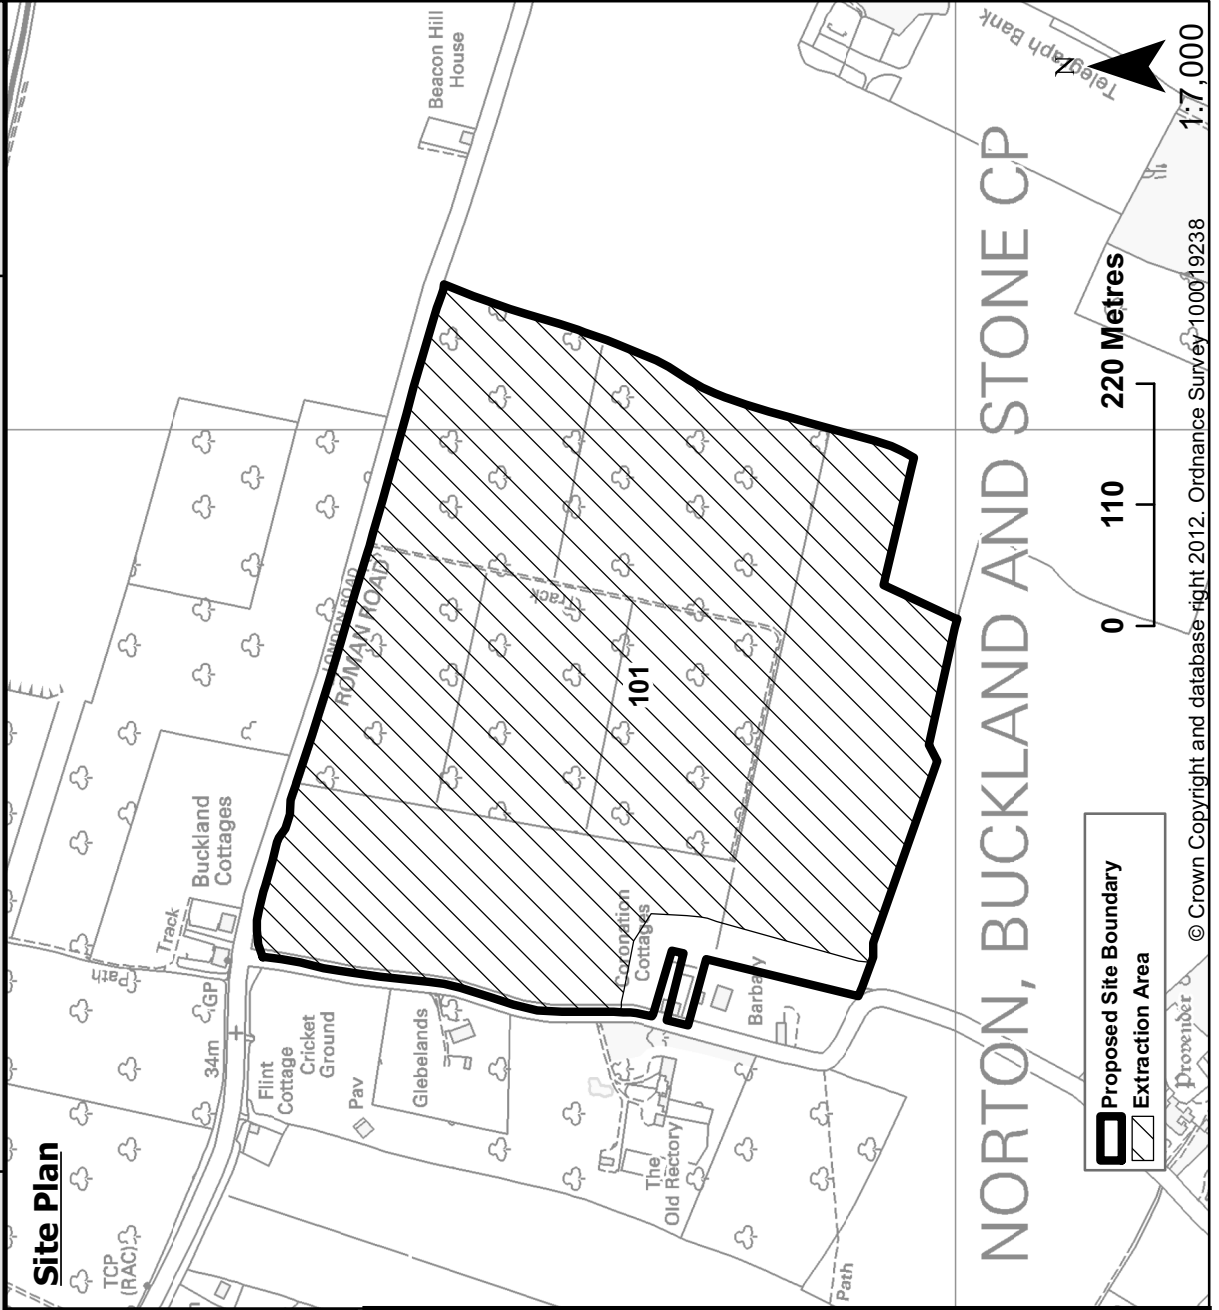 Site Plan
TCP
(RAC)
34m
GP
Path
Track
Buckland
Cottages
Beacon Hill
House
Flint
Cottage
Cricket
Ground
Pav
Glebelands
LONDON ROAD
ROMAN ROAD
Track
101
Coronation
Cottages
Barbary
The
Old Rectory
Path
Telegraph Bank
NORTON, BUCKLAND AND STONE CP
Provender
Proposed Site Boundary
Extraction Area
0 110 220 Metres
N
1:7,000
© Crown Copyright and database right 2012. Ordnance Survey 100019238